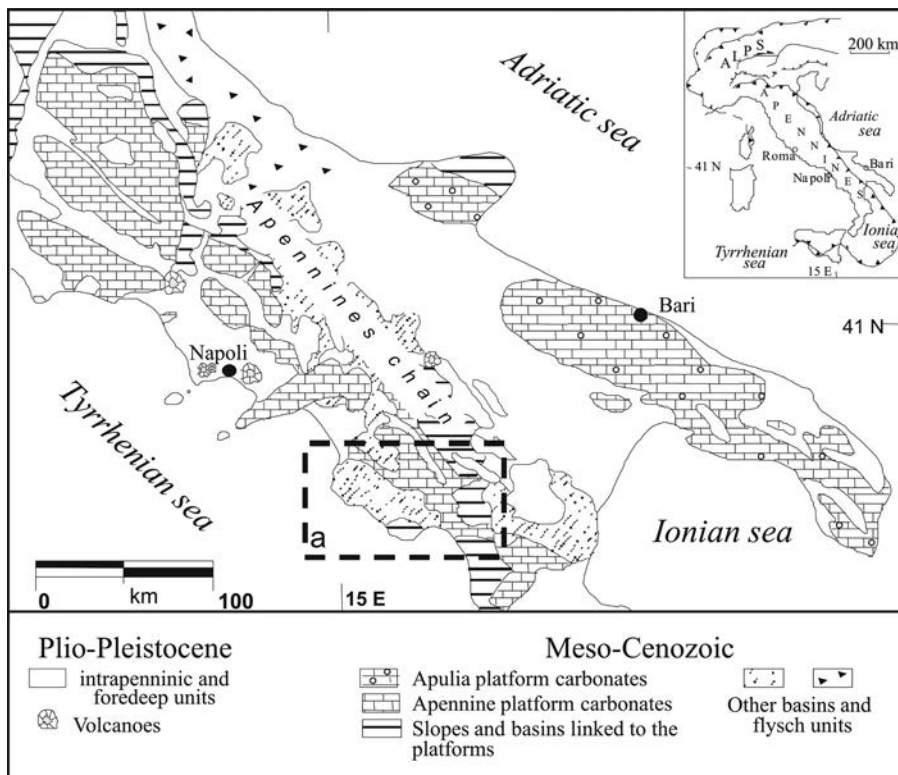 Adriatic sea
Apennines chain
Bari
41 N
Napoli
Tyrrhenian sea
Ionian sea
a
0
km
100
15 E
200 km
ALPS
APENNINES
Adriatic
sea
Roma
41 N
Bari
Napoli
Ionian
sea
Tyrrhenian
sea
15 E
Plio-Pleistocene
intrapenninic and
foredeep units
Volcanoes
Meso-Cenozoic
Apulia platform carbonates
Apennine platform carbonates
Slopes and basins linked to the
platforms
Other basins and
flysch units